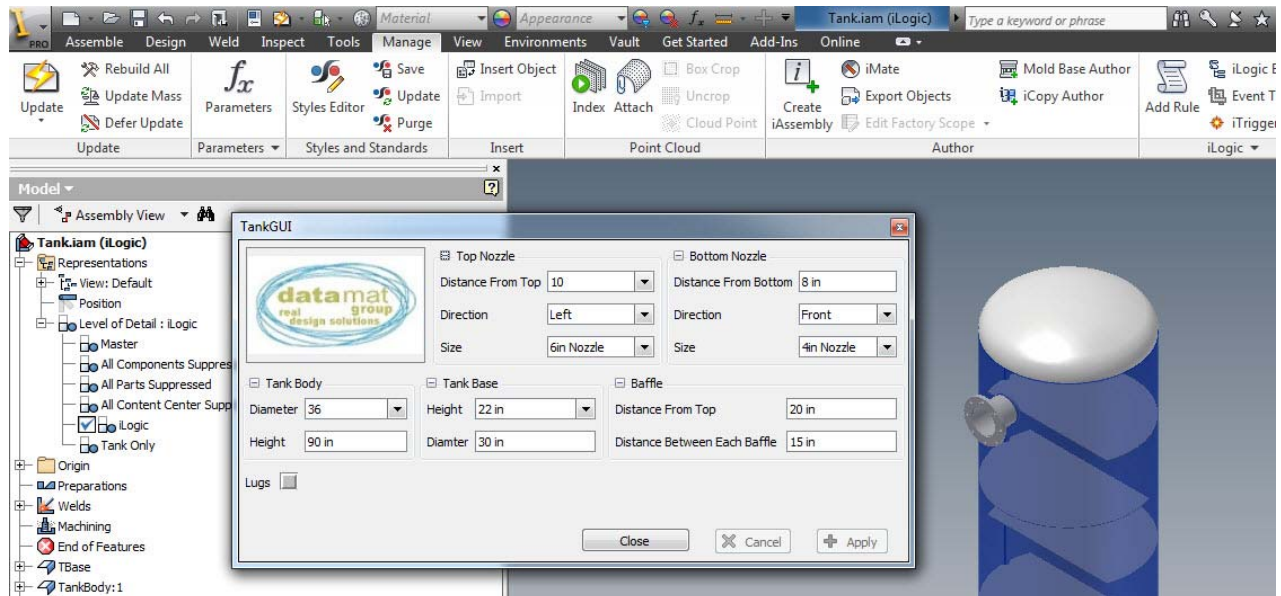 PRO
Material
Appearance
fx
Tank.iam (iLogic)
Type a keyword or phrase
Assemble Design Weld Inspect Tools Manage View Environments Vault Get Started Add-Ins Online
Update
Rebuild All
Update Mass
Defer Update
fx
Parameters
Styles Editor
Save
Update
Purge
Insert Object
Import
Index
Attach
Box Crop
Uncrop
Cloud Point
Create
iAssembly
iMate
Export Objects
Edit Factory Scope
Mold Base Author
iCopy Author
Add Rule
iLogic
Event
iTrigger
Update Parameters Styles and Standards Insert Point Cloud Author iLogic
Model
Assembly View
Tank.iam (iLogic)
Representations
View: Default
Position
Level of Detail : iLogic
Master
All Components Suppres
All Parts Suppressed
All Content Center Supp
iLogic
Tank Only
Origin
Preparations
Welds
Machining
End of Features
TBase
TankBody:1
TankGUI
datamat
real group
design solutions
Top Nozzle
Distance From Top 10
Direction Left
Size 6in Nozzle
Bottom Nozzle
Distance From Bottom 8 in
Direction Front
Size 4in Nozzle
Tank Body
Diameter 36
Height 90 in
Tank Base
Height 22 in
Diamter 30 in
Baffle
Distance From Top 20 in
Distance Between Each Baffle 15 in
Lugs
Close Cancel Apply